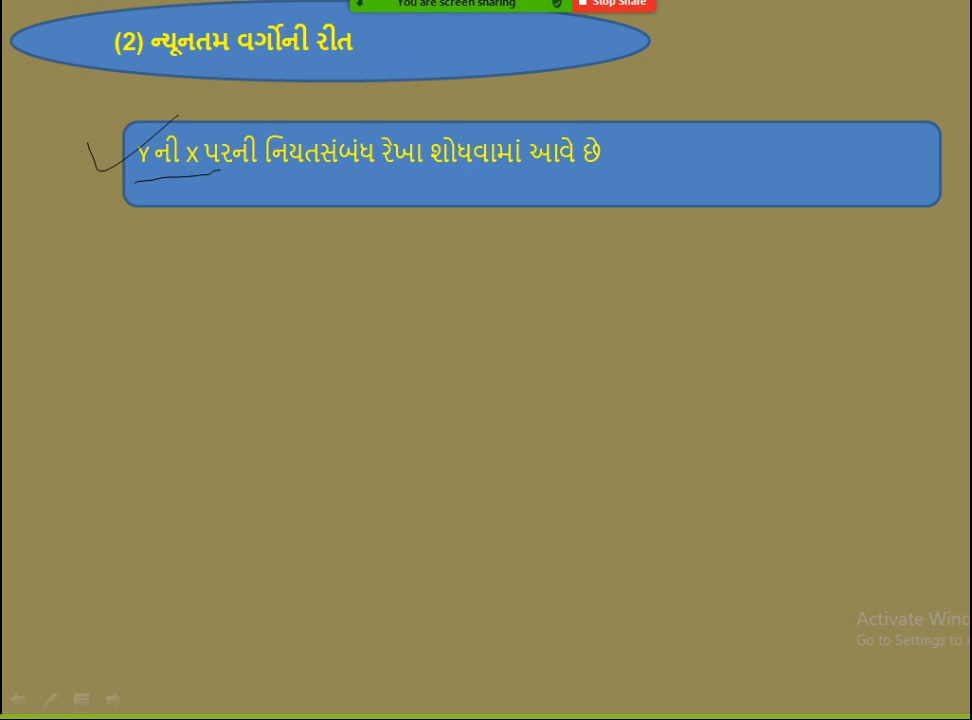 You are screen sharing
Stop Share
(2) ન્યૂનતમ વર્ગોની રીત
Y ની X પરની નિયતસંબંધ રેખા શોધવામાં આવે છે
Activate Wind
Go to Settings to